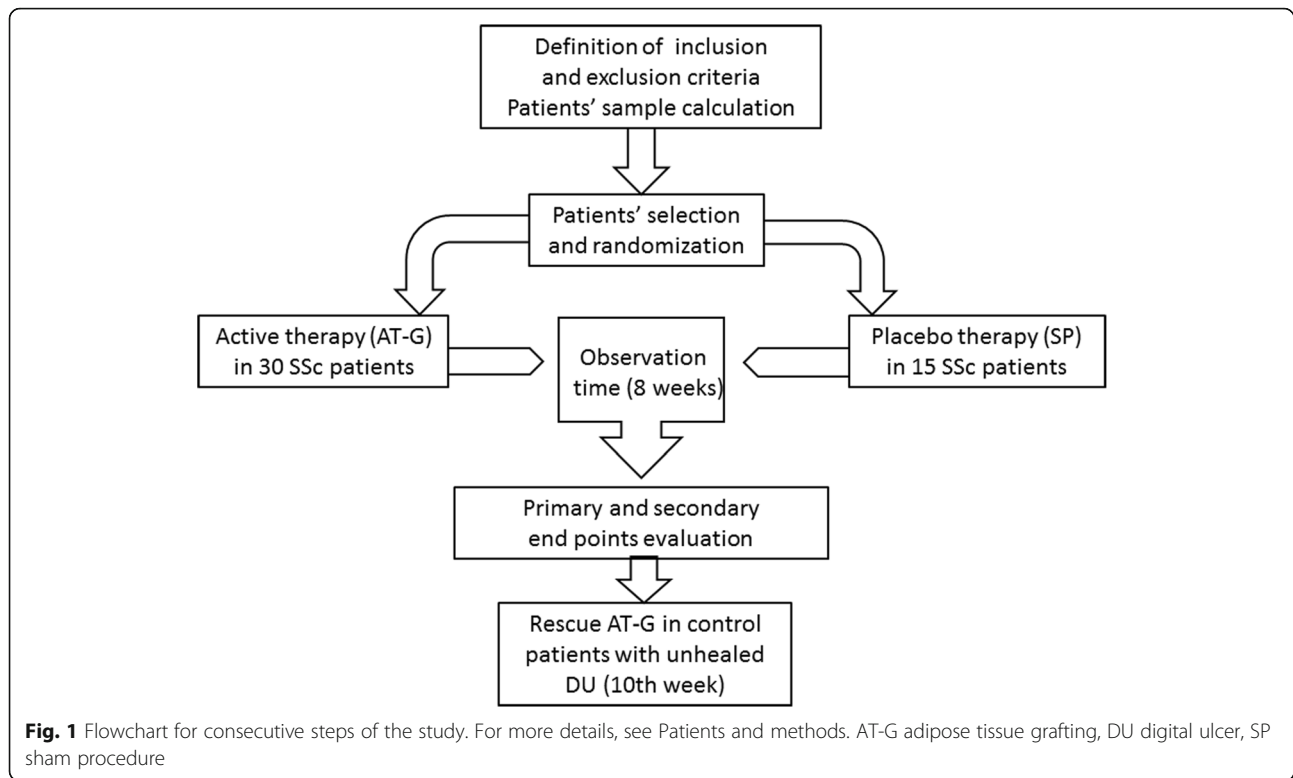 Definition of inclusion
and exclusion criteria
Patients' sample calculation
Patients' selection
and randomization
Active therapy (AT-G)
in 30 SSc patients
Observation
time (8 weeks)
Placebo therapy (SP)
in 15 SSc patients
Primary and secondary
end points evaluation
Rescue AT-G in control
patients with unhealed
DU (10th week)
Fig. 1 Flowchart for consecutive steps of the study. For more details, see Patients and methods. AT-G adipose tissue grafting, DU digital ulcer, SP
sham procedure